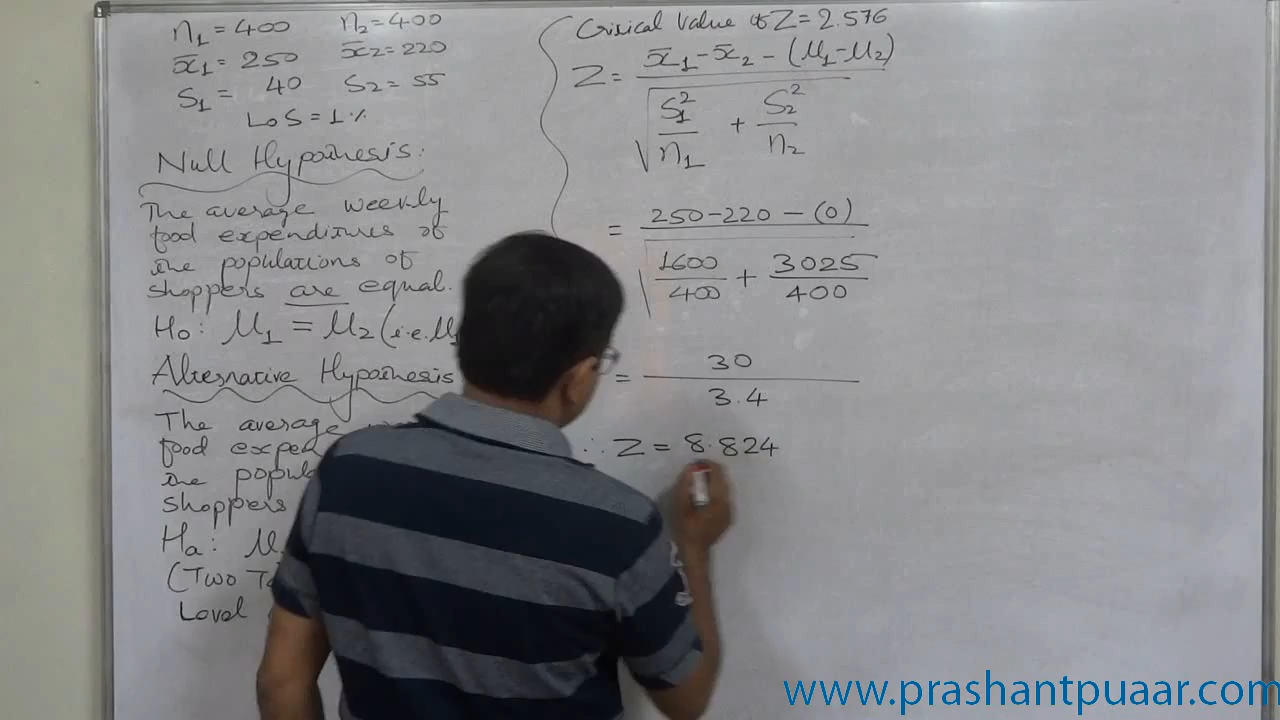 n₁ = 400 n₂ = 400
x̄₁ = 250 x̄₂ = 220
S₁ = 40 S₂ = 55
LoS = 1%
Null Hypothesis:
The average weekly
food expenditures of
the populations of
shoppers are equal.
H₀: μ₁ = μ₂ (i.e. μ₁
Alternative Hypothesis
The average
food expen
the popul
shoppers
Hₐ: μ
(Two Ta
Level
Critical Value of Z = 2.576
Z = (x̄₁ - x̄₂ - (μ₁ - μ₂)) / √(S₁²/n₁ + S₂²/n₂)
= (250 - 220 - (0)) / √(1600/400 + 3025/400)
= 30 / 3.4
∴ Z = 8.824
www.prashantpuaar.com